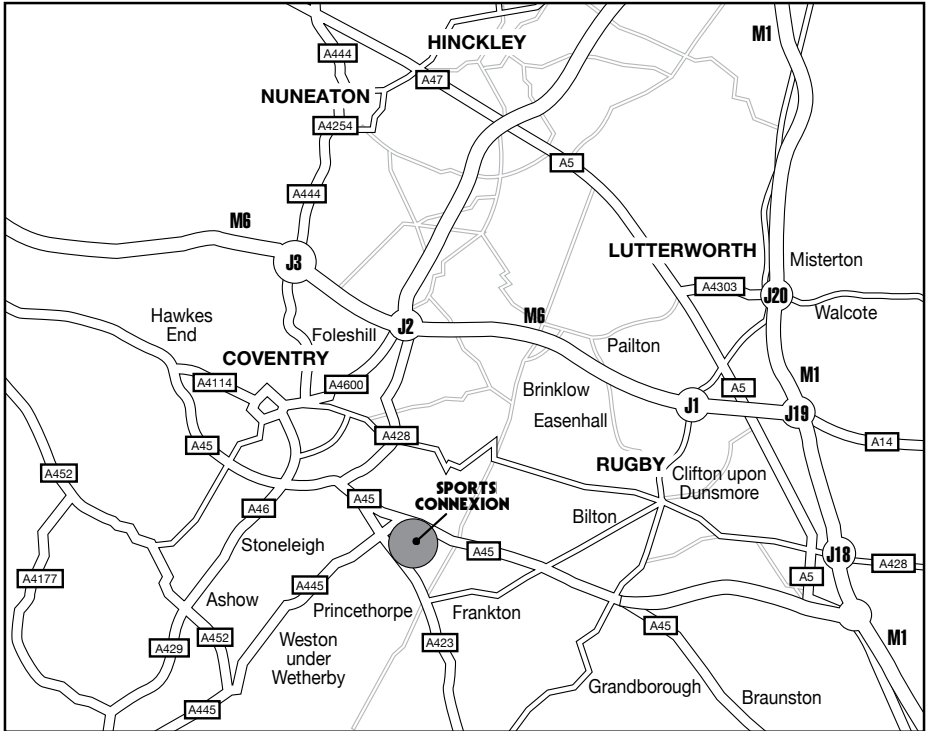 M1
HINCKLEY
A444
A47
NUNEATON
A4254
A5
A444
M6
LUTTERWORTH
Misterton
J3
A4303
J20
Walcote
Hawkes
End
Foleshill
J2
M6
Pailton
COVENTRY
A4114
A4600
Brinklow
A5
M1
J1
J19
Easenhall
A45
A428
A14
A452
RUGBY
Clifton upon
Dunsmore
SPORTS
CONNEXION
A45
A46
Bilton
Stoneleigh
A45
J18
A428
A4177
A445
A5
Ashow
Princethorpe
Frankton
A452
A429
Weston
under
Wetherby
A423
A45
M1
Grandborough
Braunston
A445